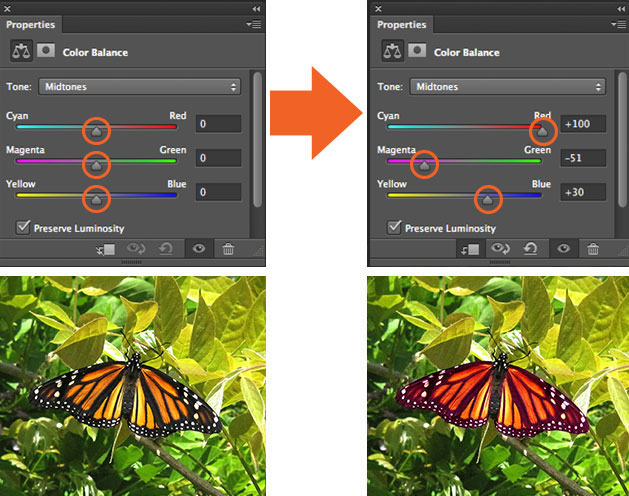 Properties
Color Balance
Tone: Midtones
Cyan Red 0
Magenta Green 0
Yellow Blue 0
Preserve Luminosity
Properties
Color Balance
Tone: Midtones
Cyan Red +100
Magenta Green -51
Yellow Blue +30
Preserve Luminosity